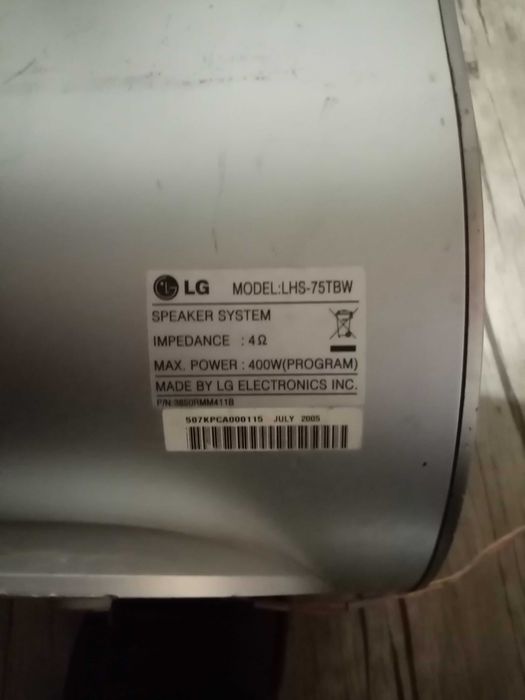 LG MODEL:LHS-75TBW
SPEAKER SYSTEM
IMPEDANCE : 4Ω
MAX. POWER : 400W(PROGRAM)
MADE BY LG ELECTRONICS INC.
P/N:3850RMM411B
507KPCA000115 JULY 2005